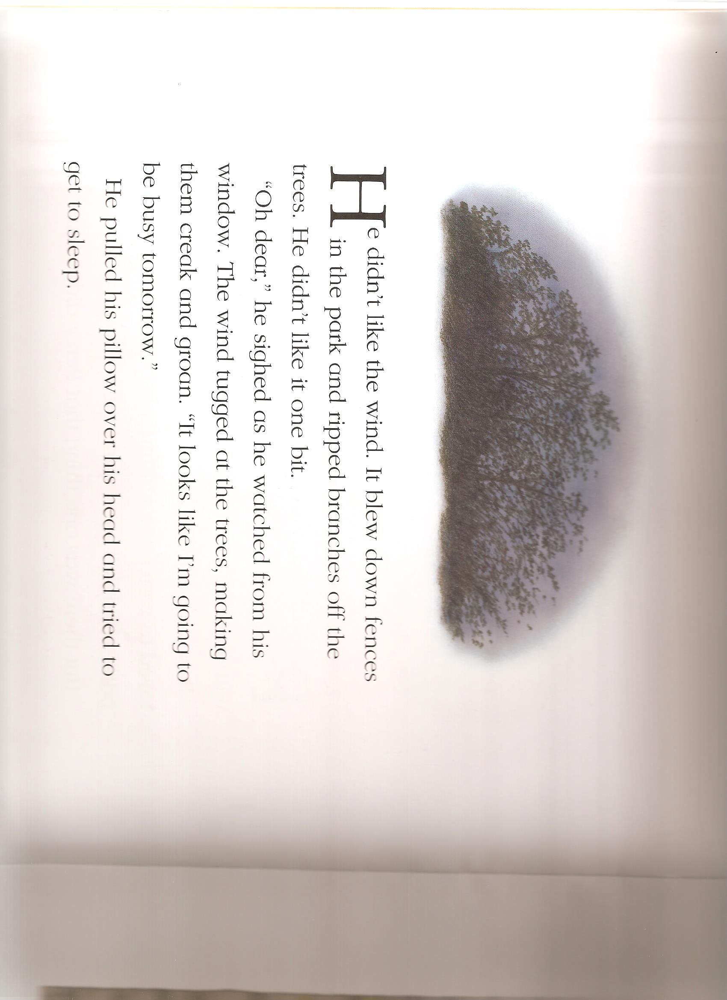 He didn't like the wind. It blew down fences
in the park and ripped branches off the
trees. He didn't like it one bit.
“Oh dear,” he sighed as he watched from his
window. The wind tugged at the trees, making
them creak and groan. “It looks like I'm going to
be busy tomorrow.”
He pulled his pillow over his head and tried to
get to sleep.